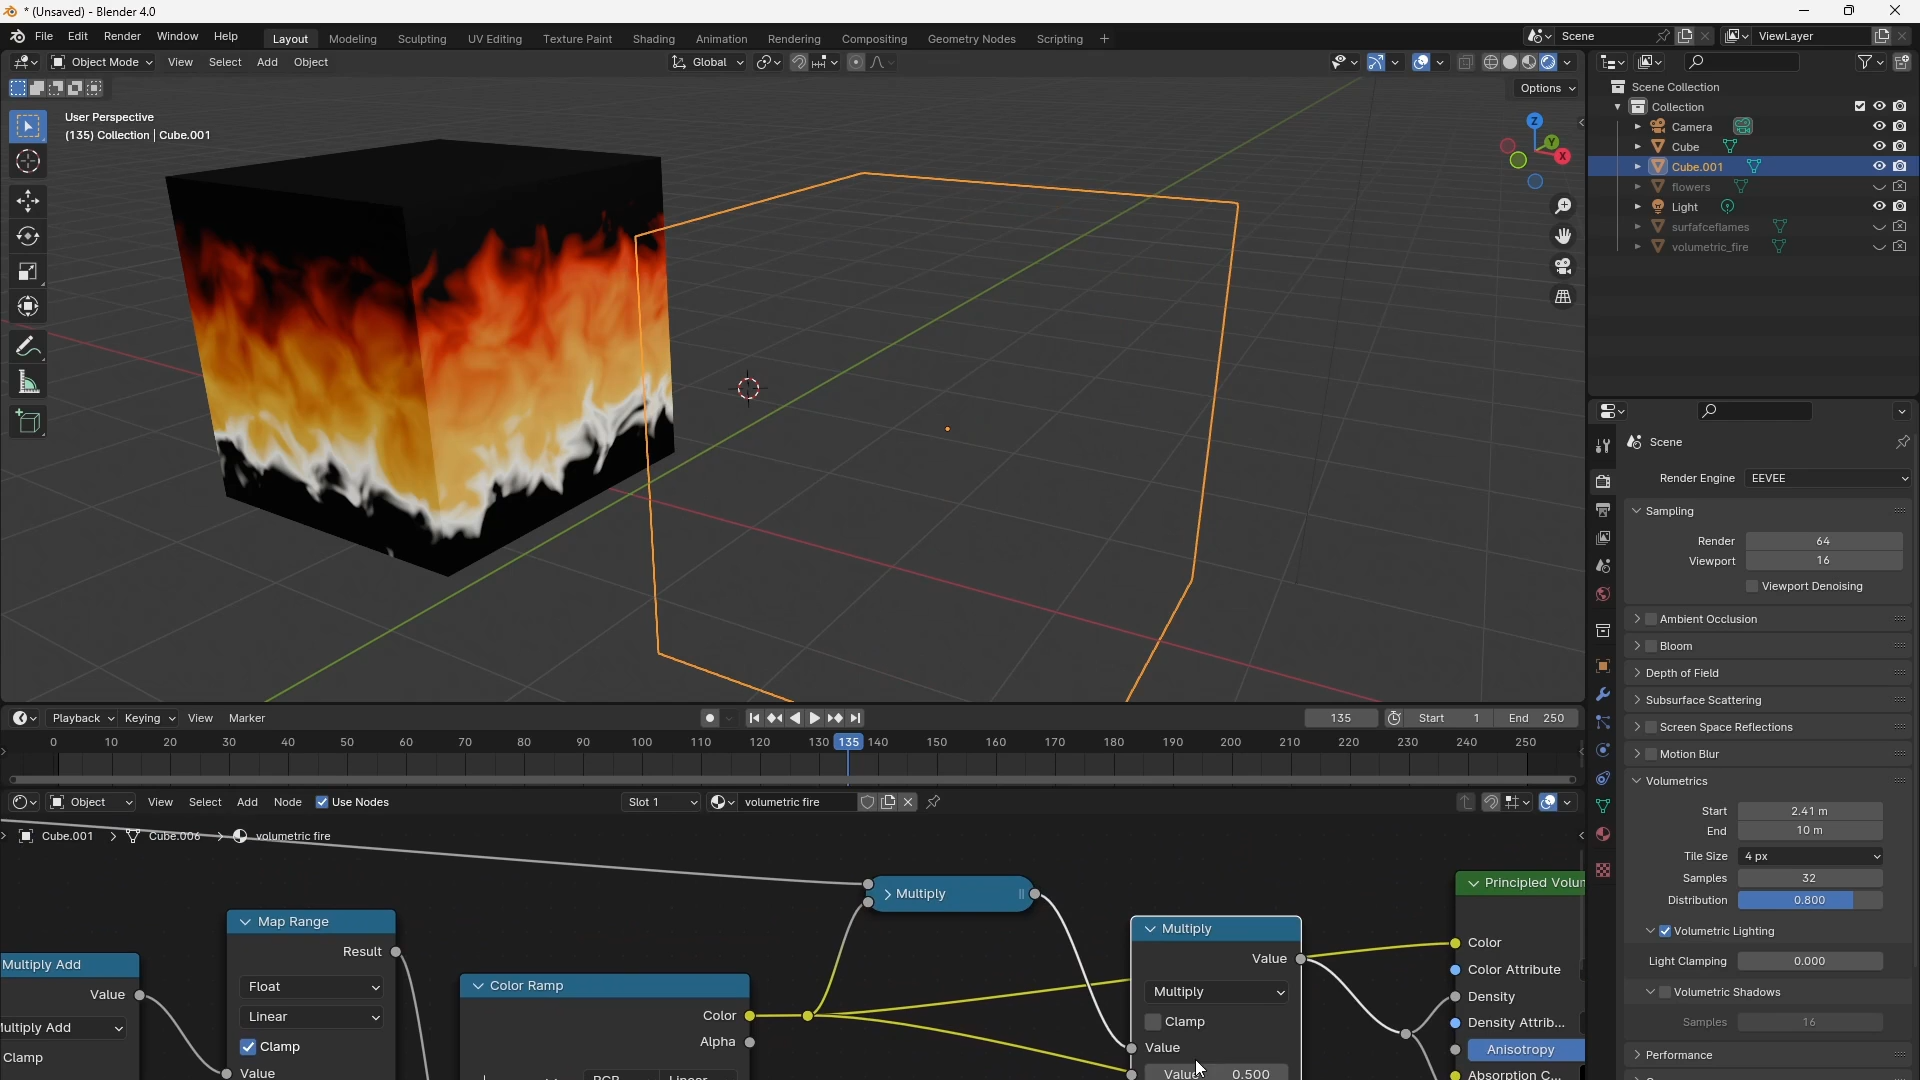 * (Unsaved) - Blender 4.0
File Edit Render Window Help Layout Modeling Sculpting UV Editing Texture Paint Shading Animation Rendering Compositing Geometry Nodes Scripting + Scene ViewLayer
Object Mode View Select Add Object Global
Options
User Perspective
(135) Collection | Cube.001
Z
Y
X
Scene Collection
Collection
Camera
Cube
Cube.001
flowers
Light
surfafceflames
volumetric_fire
Scene
Render Engine EEVEE
Sampling
Render 64
Viewport 16
Viewport Denoising
Ambient Occlusion
Bloom
Depth of Field
Subsurface Scattering
Screen Space Reflections
Motion Blur
Volumetrics
Start 2.41 m
End 10 m
Tile Size 4 px
Samples 32
Distribution 0.800
Volumetric Lighting
Light Clamping 0.000
Volumetric Shadows
Samples 16
Performance
Playback Keying View Marker 135 Start 1 End 250
0 10 20 30 40 50 60 70 80 90 100 110 120 130 135 140 150 160 170 180 190 200 210 220 230 240 250
Object View Select Add Node Use Nodes Slot 1 volumetric fire
Cube.001 Cube.006 volumetric fire
Multiply Add
Value
ultiply Add
Clamp
Map Range
Result
Float
Linear
Clamp
Value
Color Ramp
Color
Alpha
RGB Linear
Multiply
Multiply
Value
Multiply
Clamp
Value
Value 0.500
Principled Volum
Color
Color Attribute
Density
Density Attrib...
Anisotropy
Absorption C...